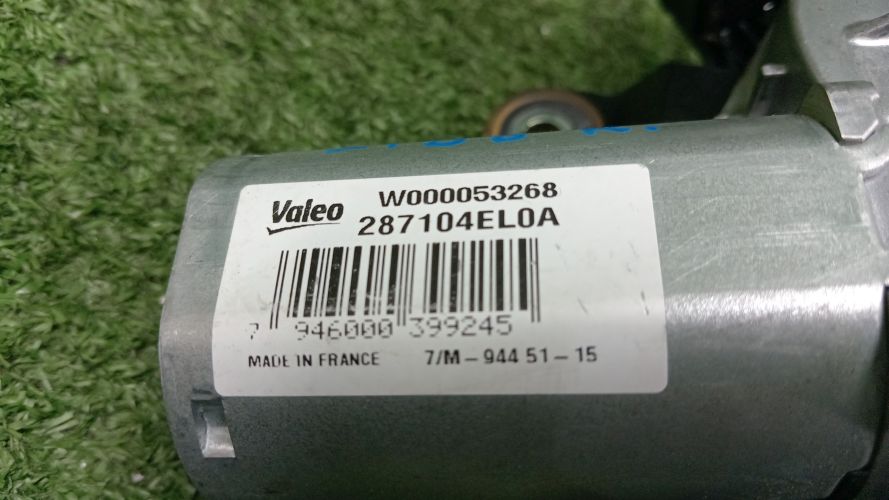 W000053268
Valeo 287104EL0A
7 946000 399245
MADE IN FRANCE 7/M-944 51-15